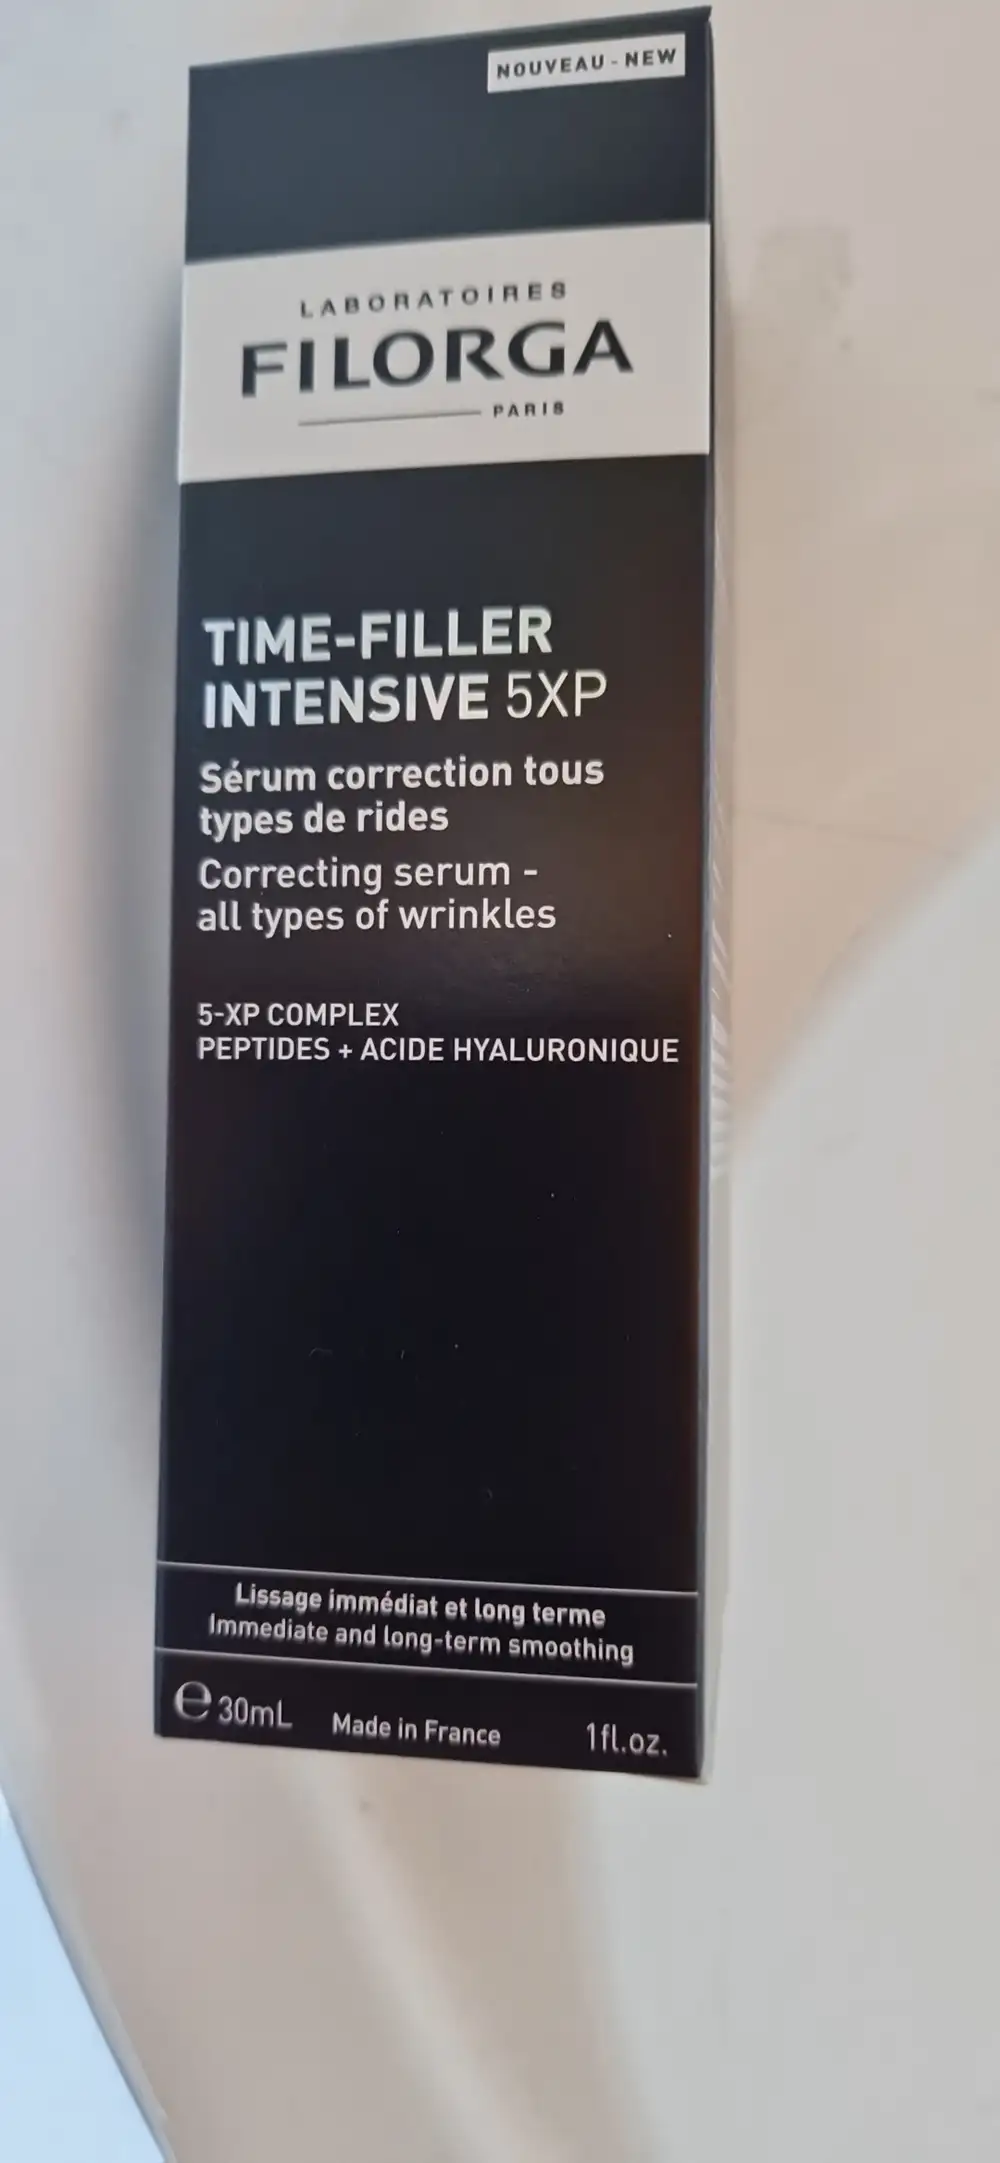 NOUVEAU - NEW
LABORATOIRES
FILORGA
PARIS
TIME-FILLER
INTENSIVE 5XP
Sérum correction tous
types de rides
Correcting serum -
all types of wrinkles
5-XP COMPLEX
PEPTIDES + ACIDE HYALURONIQUE
Lissage immédiat et long terme
Immediate and long-term smoothing
℮ 30mL Made in France 1fl.oz.